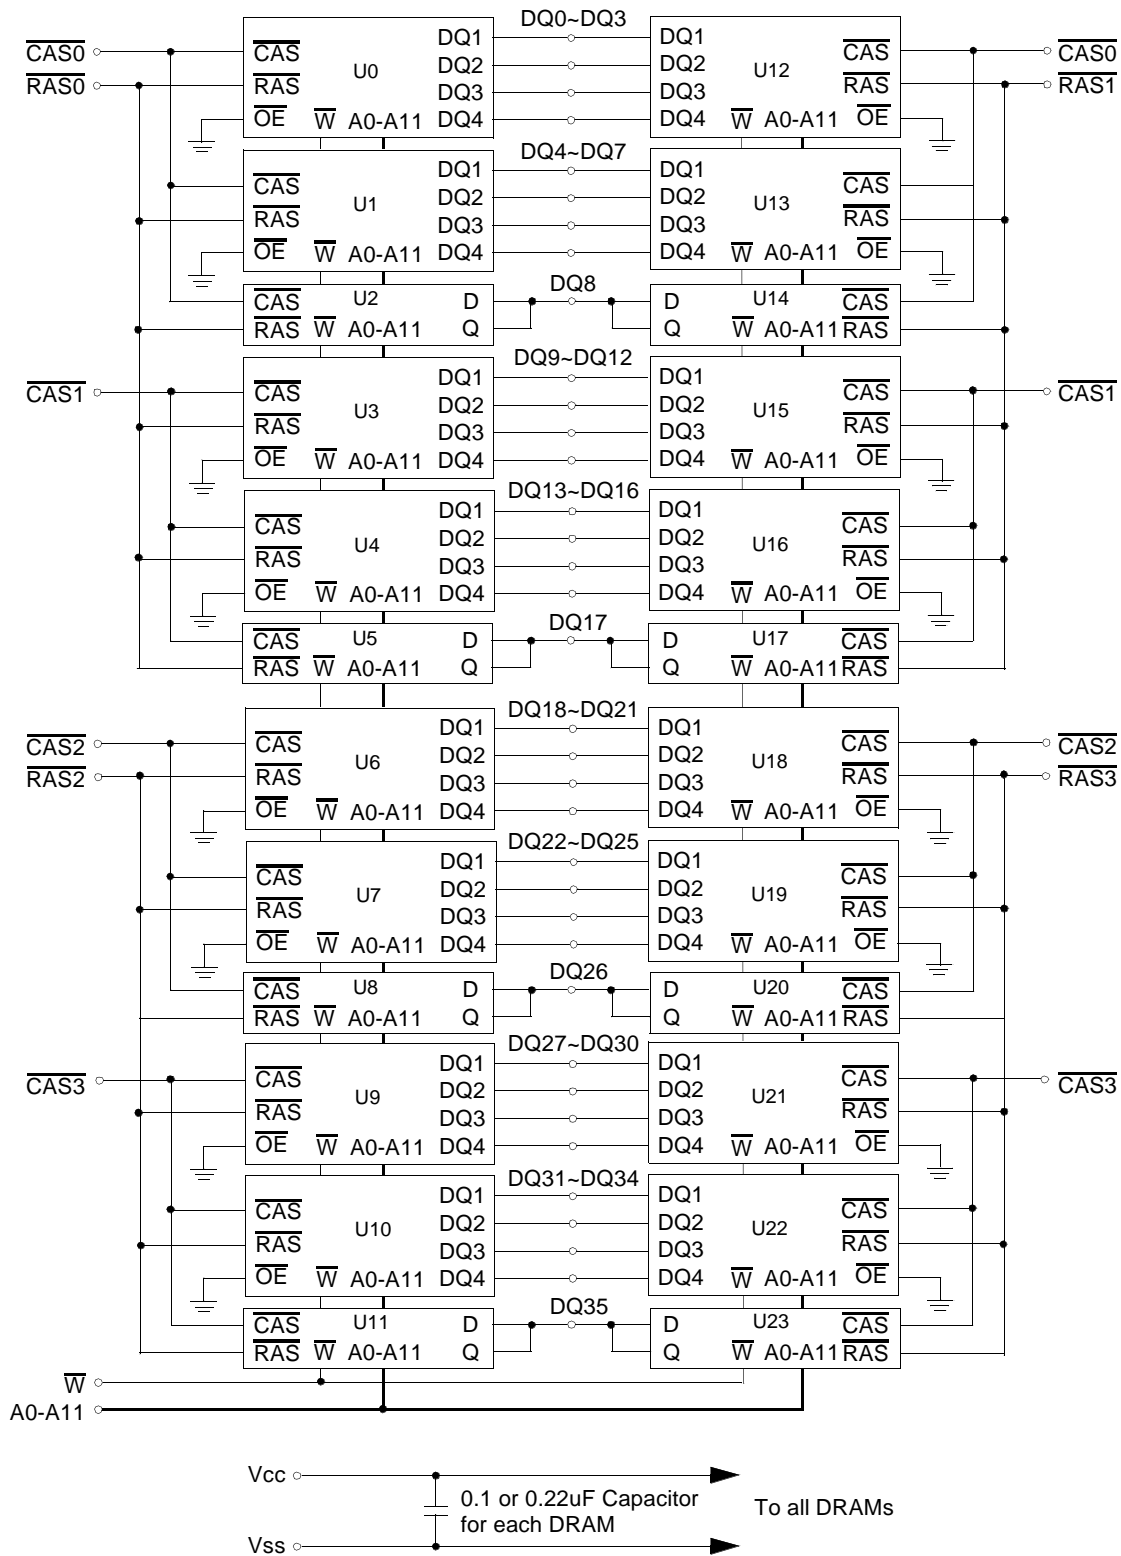 DQ0~DQ3
CAS0 CAS U0 DQ1 DQ1 U12 CAS CAS0
RAS0 RAS DQ2 DQ2 RAS RAS1
DQ3 DQ3
OE W A0-A11 DQ4 DQ4 W A0-A11 OE
DQ4~DQ7
CAS U1 DQ1 DQ1 U13 CAS
RAS DQ2 DQ2 RAS
DQ3 DQ3
OE W A0-A11 DQ4 DQ4 W A0-A11 OE
DQ8
CAS U2 D D U14 CAS
RAS W A0-A11 Q Q W A0-A11 RAS
DQ9~DQ12
CAS1 CAS U3 DQ1 DQ1 U15 CAS CAS1
RAS DQ2 DQ2 RAS
DQ3 DQ3
OE W A0-A11 DQ4 DQ4 W A0-A11 OE
DQ13~DQ16
CAS U4 DQ1 DQ1 U16 CAS
RAS DQ2 DQ2 RAS
DQ3 DQ3
OE W A0-A11 DQ4 DQ4 W A0-A11 OE
DQ17
CAS U5 D D U17 CAS
RAS W A0-A11 Q Q W A0-A11 RAS
DQ18~DQ21
CAS2 CAS U6 DQ1 DQ1 U18 CAS CAS2
RAS2 RAS DQ2 DQ2 RAS RAS3
DQ3 DQ3
OE W A0-A11 DQ4 DQ4 W A0-A11 OE
DQ22~DQ25
CAS U7 DQ1 DQ1 U19 CAS
RAS DQ2 DQ2 RAS
DQ3 DQ3
OE W A0-A11 DQ4 DQ4 W A0-A11 OE
DQ26
CAS U8 D D U20 CAS
RAS W A0-A11 Q Q W A0-A11 RAS
DQ27~DQ30
CAS3 CAS U9 DQ1 DQ1 U21 CAS CAS3
RAS DQ2 DQ2 RAS
DQ3 DQ3
OE W A0-A11 DQ4 DQ4 W A0-A11 OE
DQ31~DQ34
CAS U10 DQ1 DQ1 U22 CAS
RAS DQ2 DQ2 RAS
DQ3 DQ3
OE W A0-A11 DQ4 DQ4 W A0-A11 OE
DQ35
CAS U11 D D U23 CAS
RAS W A0-A11 Q Q W A0-A11 RAS
W
A0-A11
Vcc
0.1 or 0.22uF Capacitor
for each DRAM
To all DRAMs
Vss